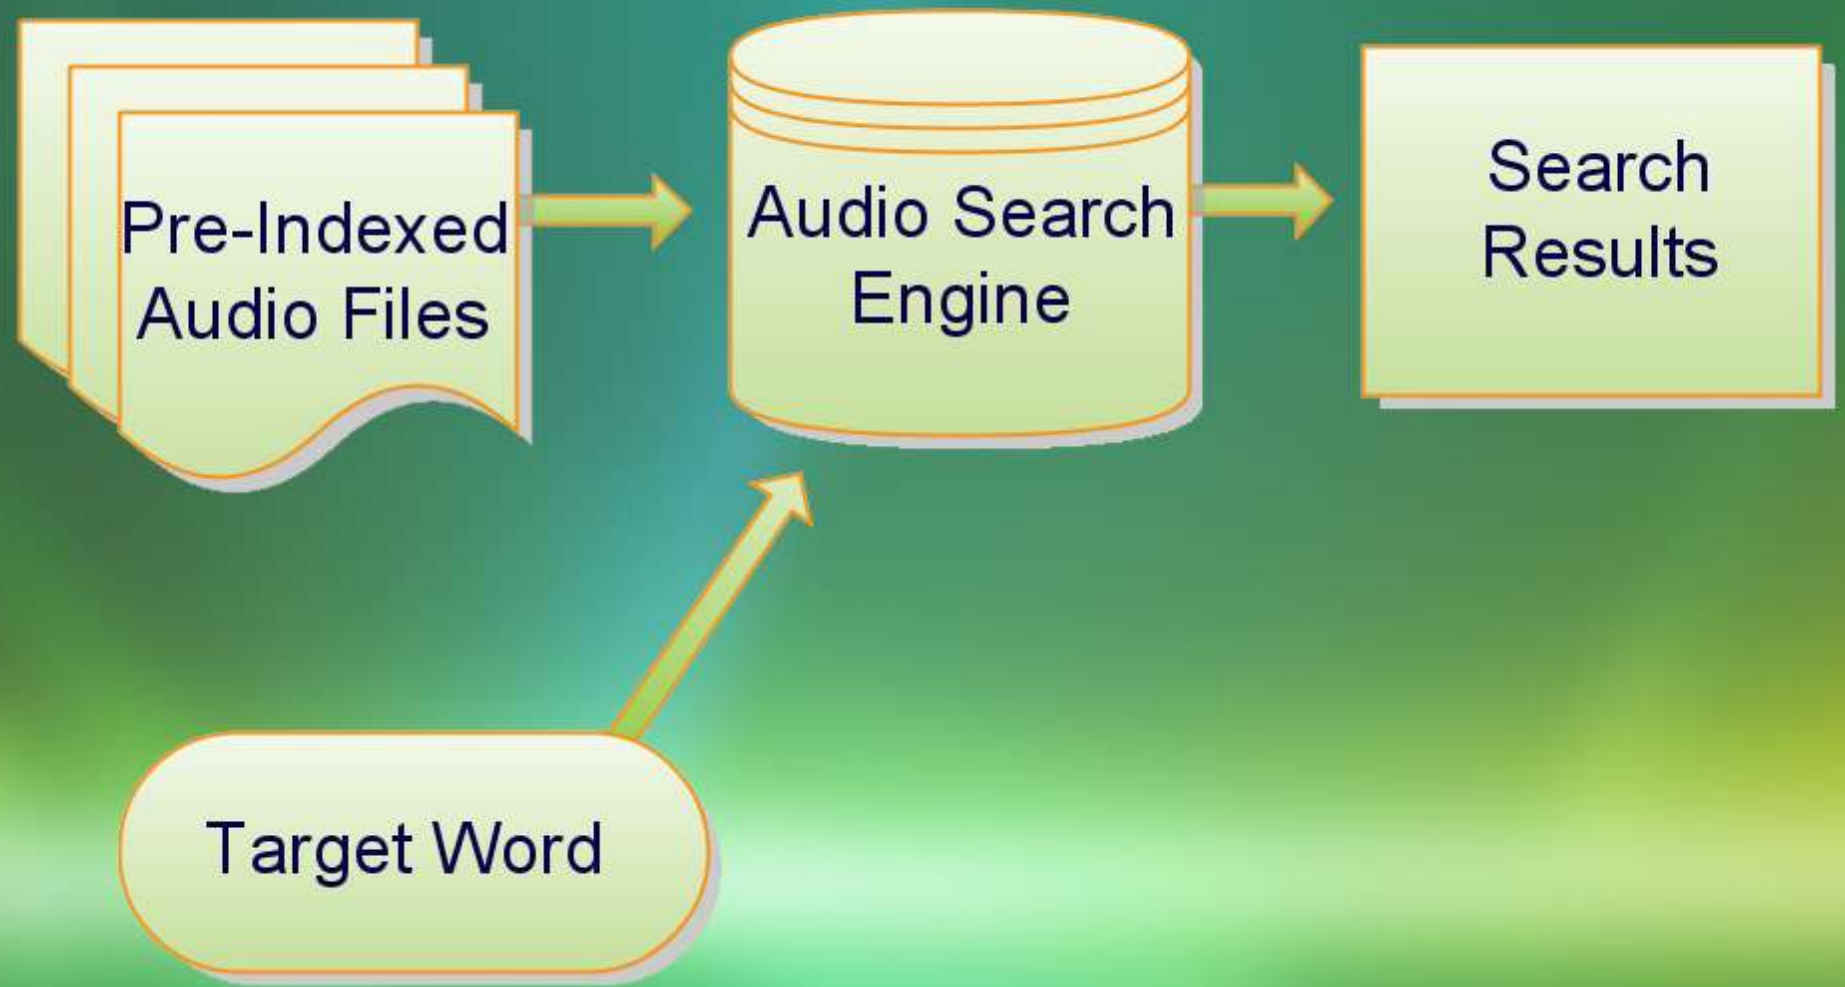 Pre-Indexed
Audio Files
Audio Search
Engine
Search
Results
Target Word